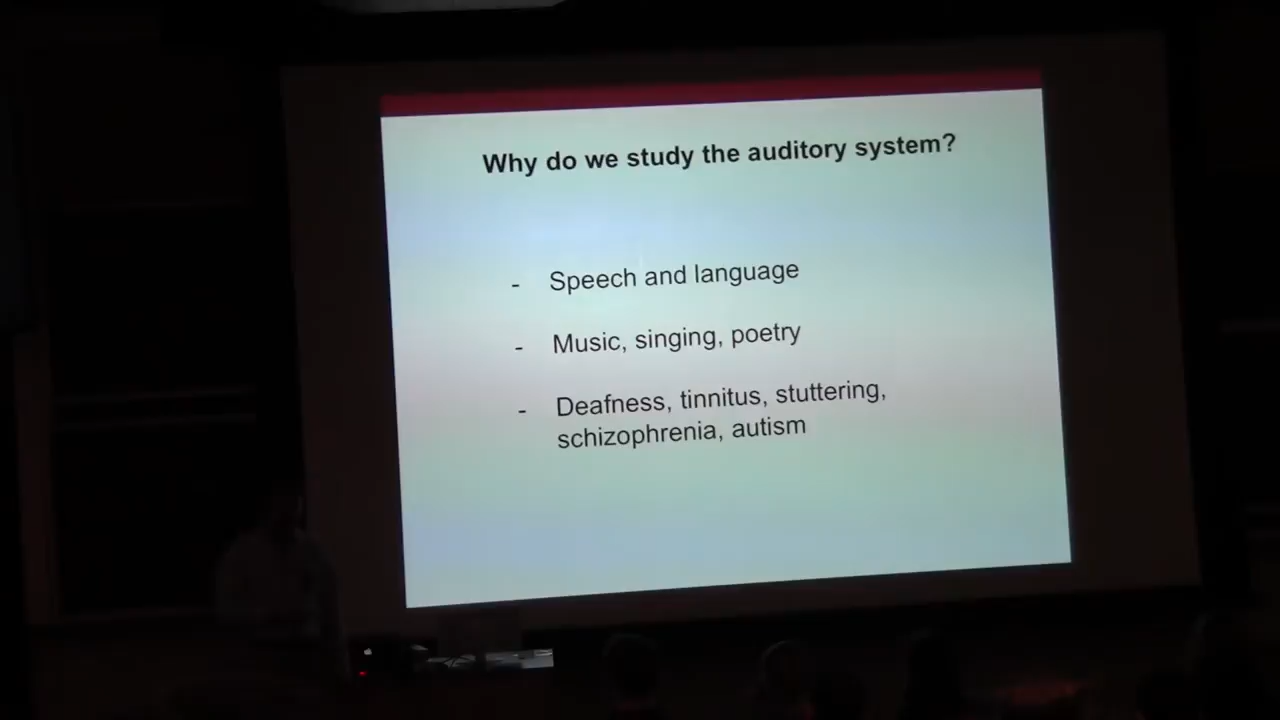 Why do we study the auditory system?
- Speech and language
- Music, singing, poetry
- Deafness, tinnitus, stuttering,
schizophrenia, autism